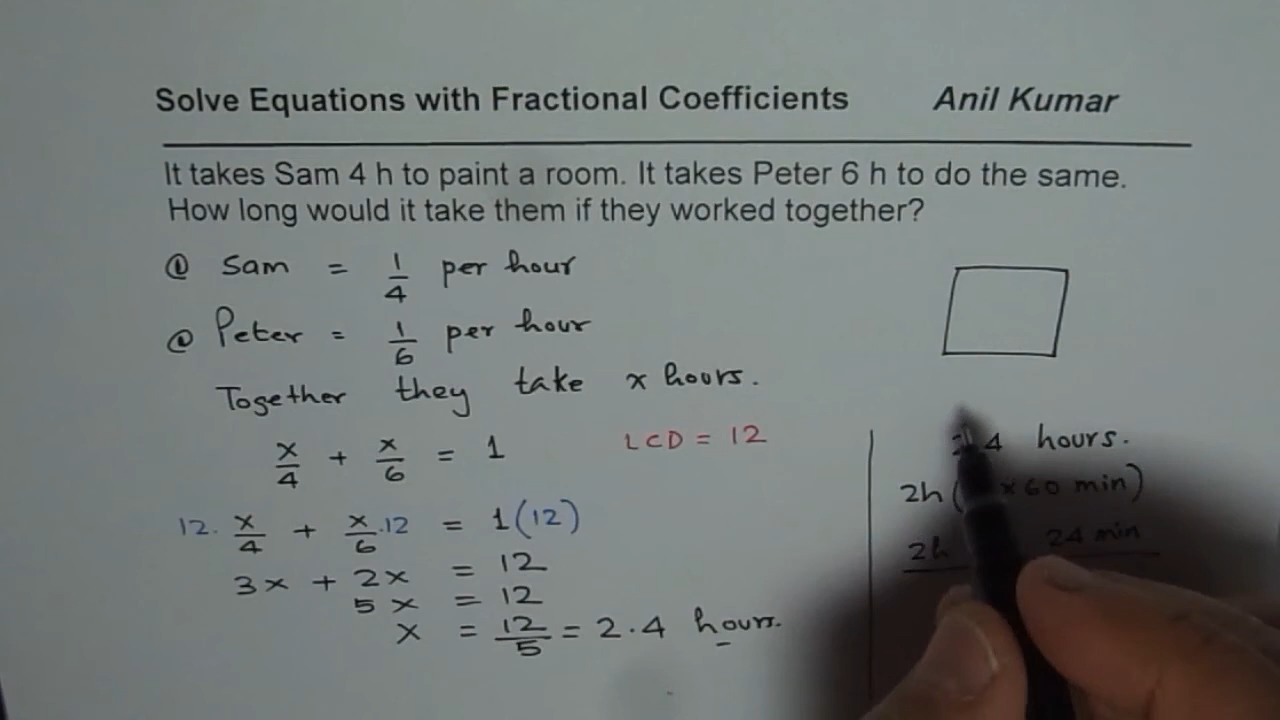 Solve Equations with Fractional Coefficients Anil Kumar
It takes Sam 4 h to paint a room. It takes Peter 6 h to do the same.
How long would it take them if they worked together?
@ Sam = 1/4 per hour
@ Peter = 1/6 per hour
Together they take x hours.
x/4 + x/6 = 1 LCD = 12
12. x/4 + x/6 .12 = 1(12)
3x + 2x = 12
5x = 12
x = 12/5 = 2.4 hours.
4 hours.
2h ( x 60 min)
2h 24 min